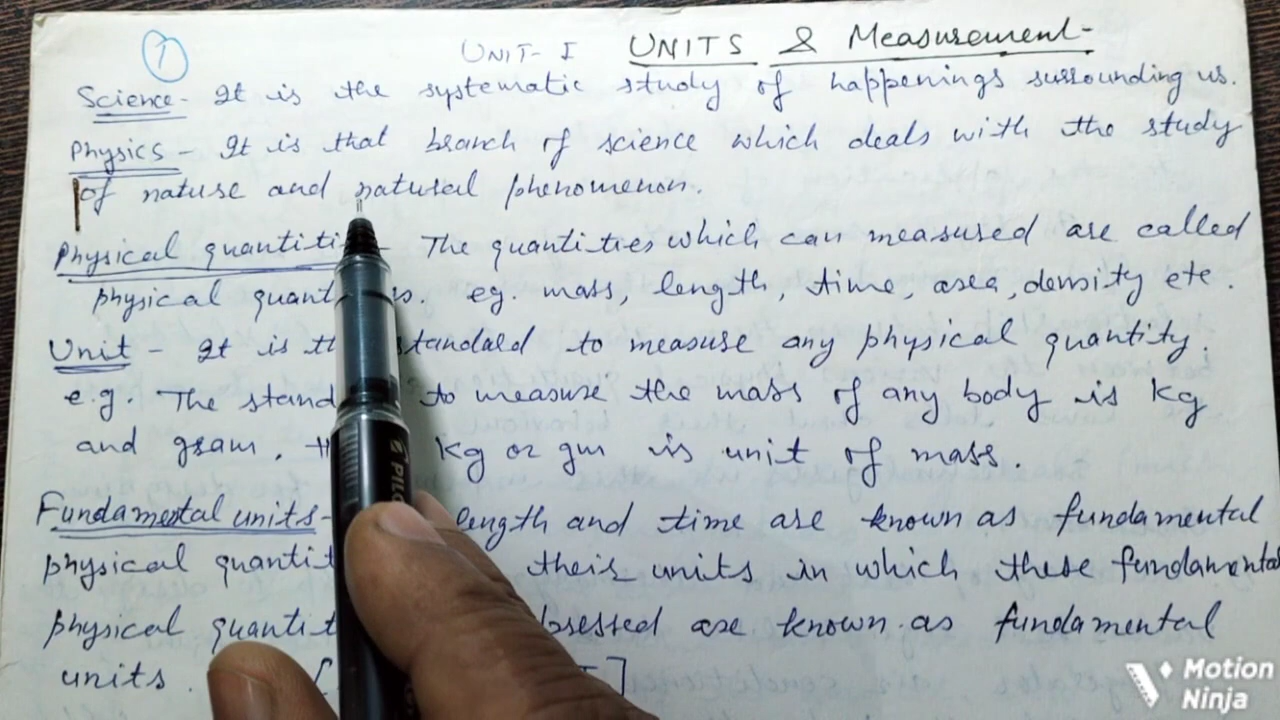 1
UNIT-I UNITS & Measurement-
Science- It is the systematic study of happenings surrounding us.
Physics - It is that branch of science which deals with the study
of nature and natural phenomenon.
Physical quantiti - The quantities which can measured are called
physical quant s. eg. mass, length, time, area, density etc.
Unit - It is th standard to measure any physical quantity.
e.g. The stand to measure the mass of any body is kg
and gram. kg or gm is unit of mass.
Fundamental units- length and time are known as fundamental
physical quantit their units in which these fundamental
physical quantit are known as fundamental
units. [ ]
PILO
Motion
Ninja